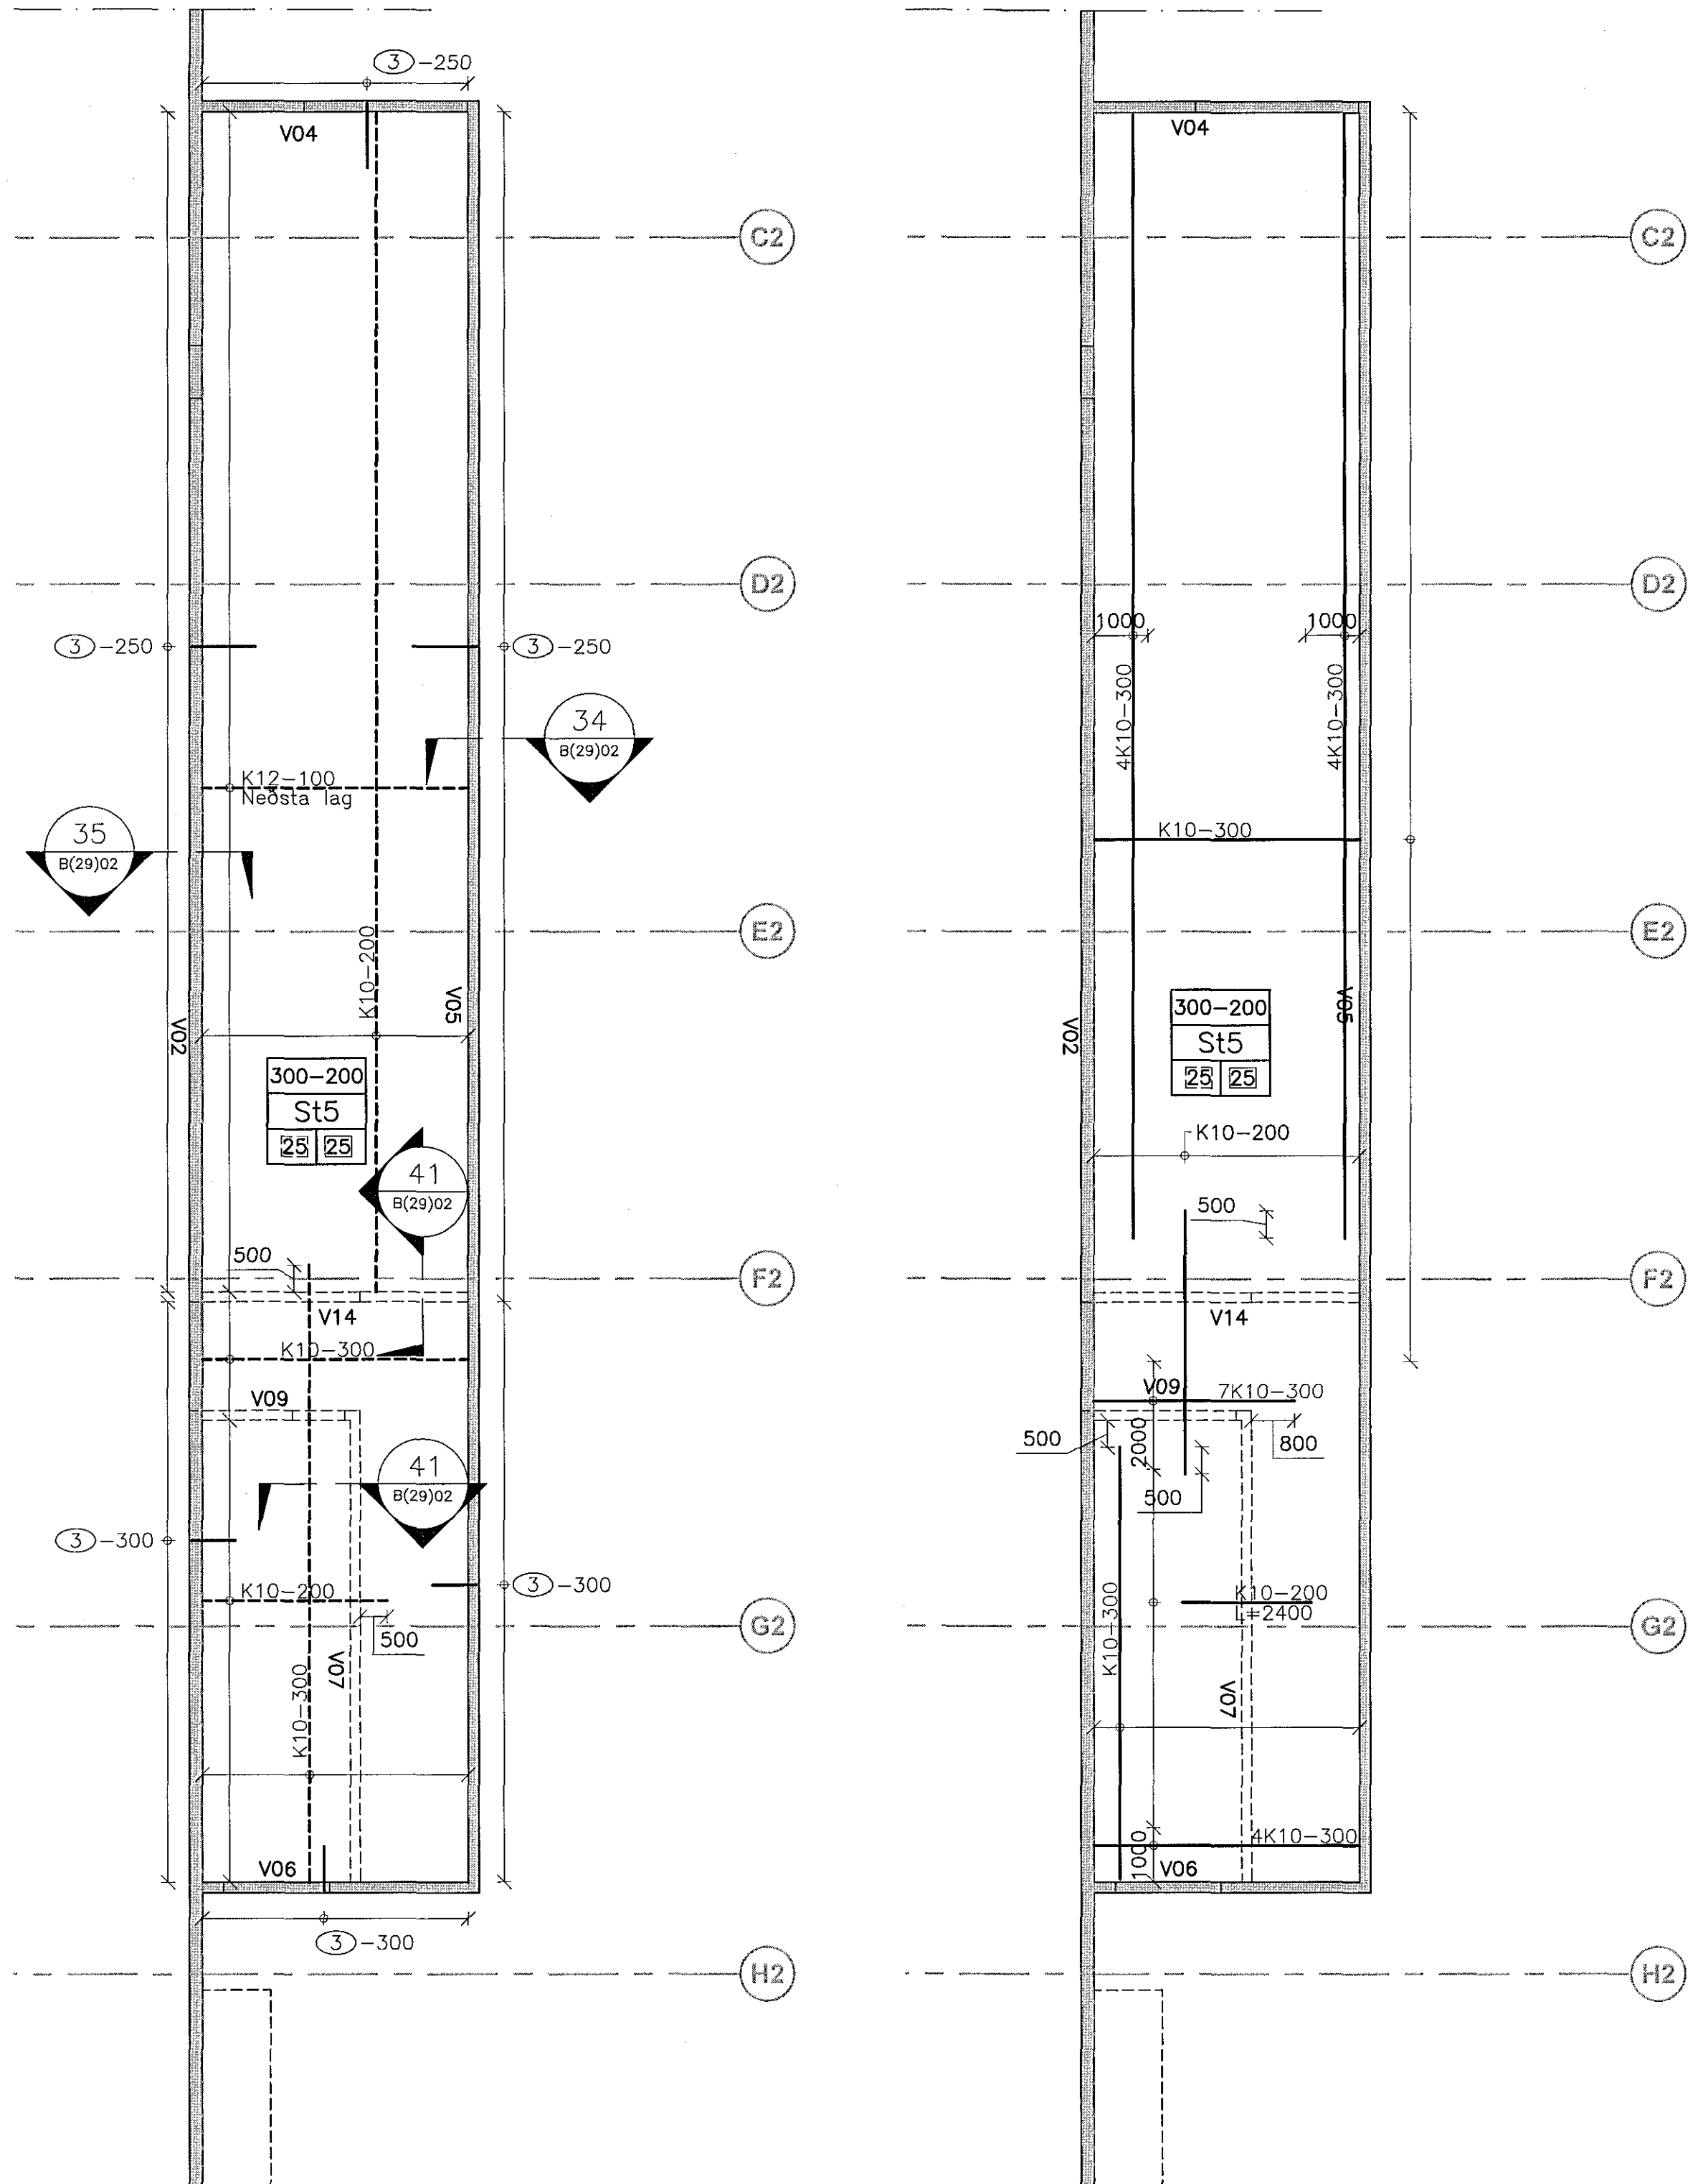 3 -250
V04
C2
D2
3 -250
3 -250
34
B(29)02
K12-100
Neðsta lag
35
B(29)02
E2
K10-200
V05
V02
300-200
St5
25 25
41
B(29)02
500
F2
V14
K10-300
V09
41
B(29)02
3 -300
K10-200
3 -300
500
G2
V07
K10-300
V06
3 -300
H2
V04
C2
D2
1000
1000
4K10-300
4K10-300
K10-300
E2
V05
V02
300-200
St5
25 25
K10-200
500
F2
V14
V09
7K10-300
500
2000
800
500
K10-300
K10-200
L=2400
G2
V07
4K10-300
1000
V06
H2